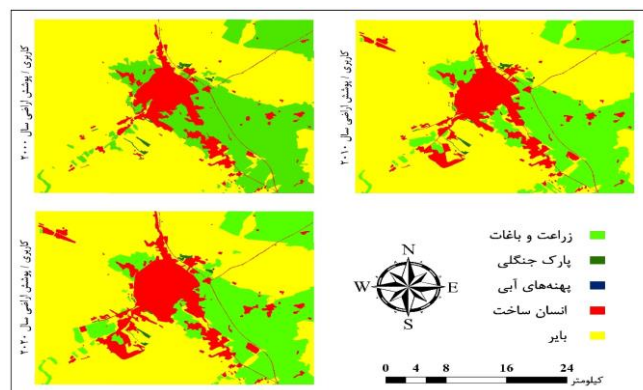 کاربری / پوشش اراضی سال ۲۰۰۰
کاربری / پوشش اراضی سال ۲۰۱۰
کاربری / پوشش اراضی سال ۲۰۲۰
N
W E
S
زراعت و باغات
پارک جنگلی
پهنه‌های آبی
انسان ساخت
بایر
0 2 4 8 16 24
کیلومتر